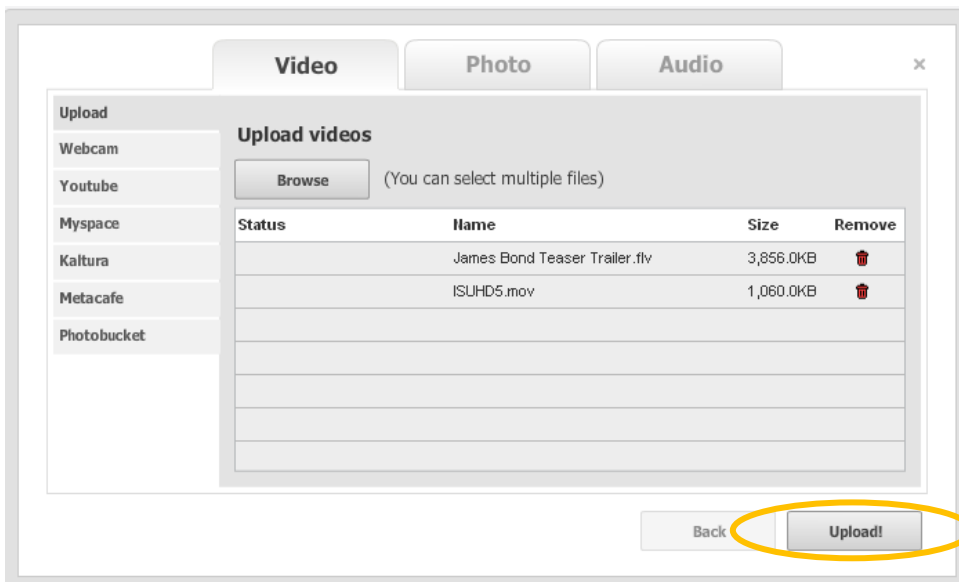 Video Photo Audio ×
Upload
Webcam
Youtube
Myspace
Kaltura
Metacafe
Photobucket
Upload videos
Browse (You can select multiple files)
Status Name Size Remove
James Bond Teaser Trailer.flv 3,856.0KB
ISUHD5.mov 1,060.0KB
Back Upload!